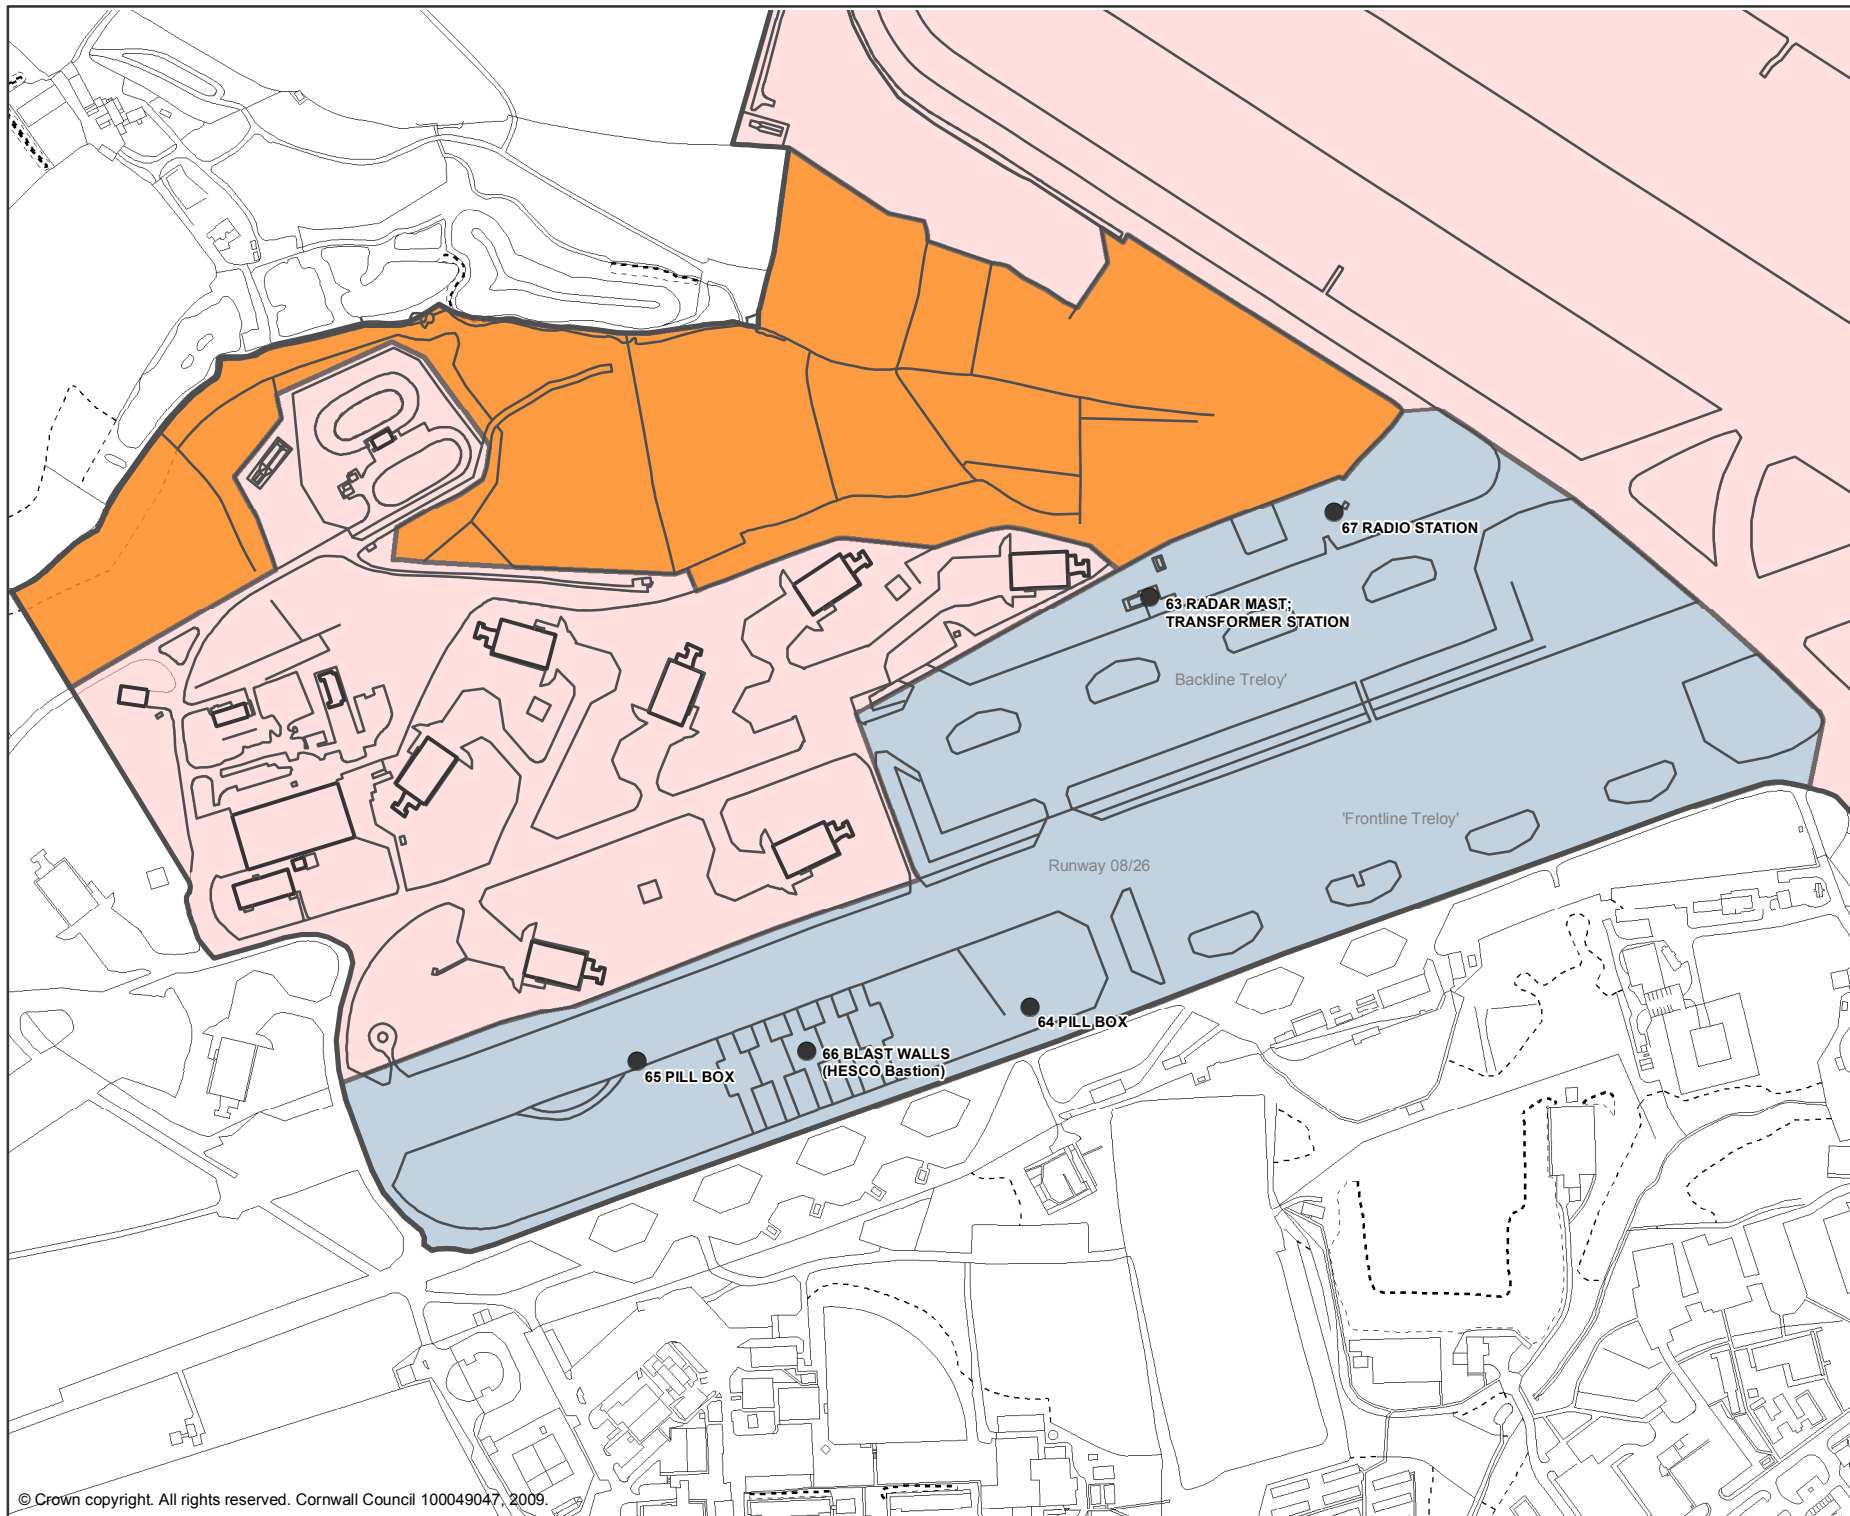 67 RADIO STATION
63 RADAR MAST;
TRANSFORMER STATION
Backline Treloy'
'Frontline Treloy'
Runway 08/26
64 PILL BOX
66 BLAST WALLS
(HESCO Bastion)
65 PILL BOX
© Crown copyright. All rights reserved. Cornwall Council 100049047, 2009.